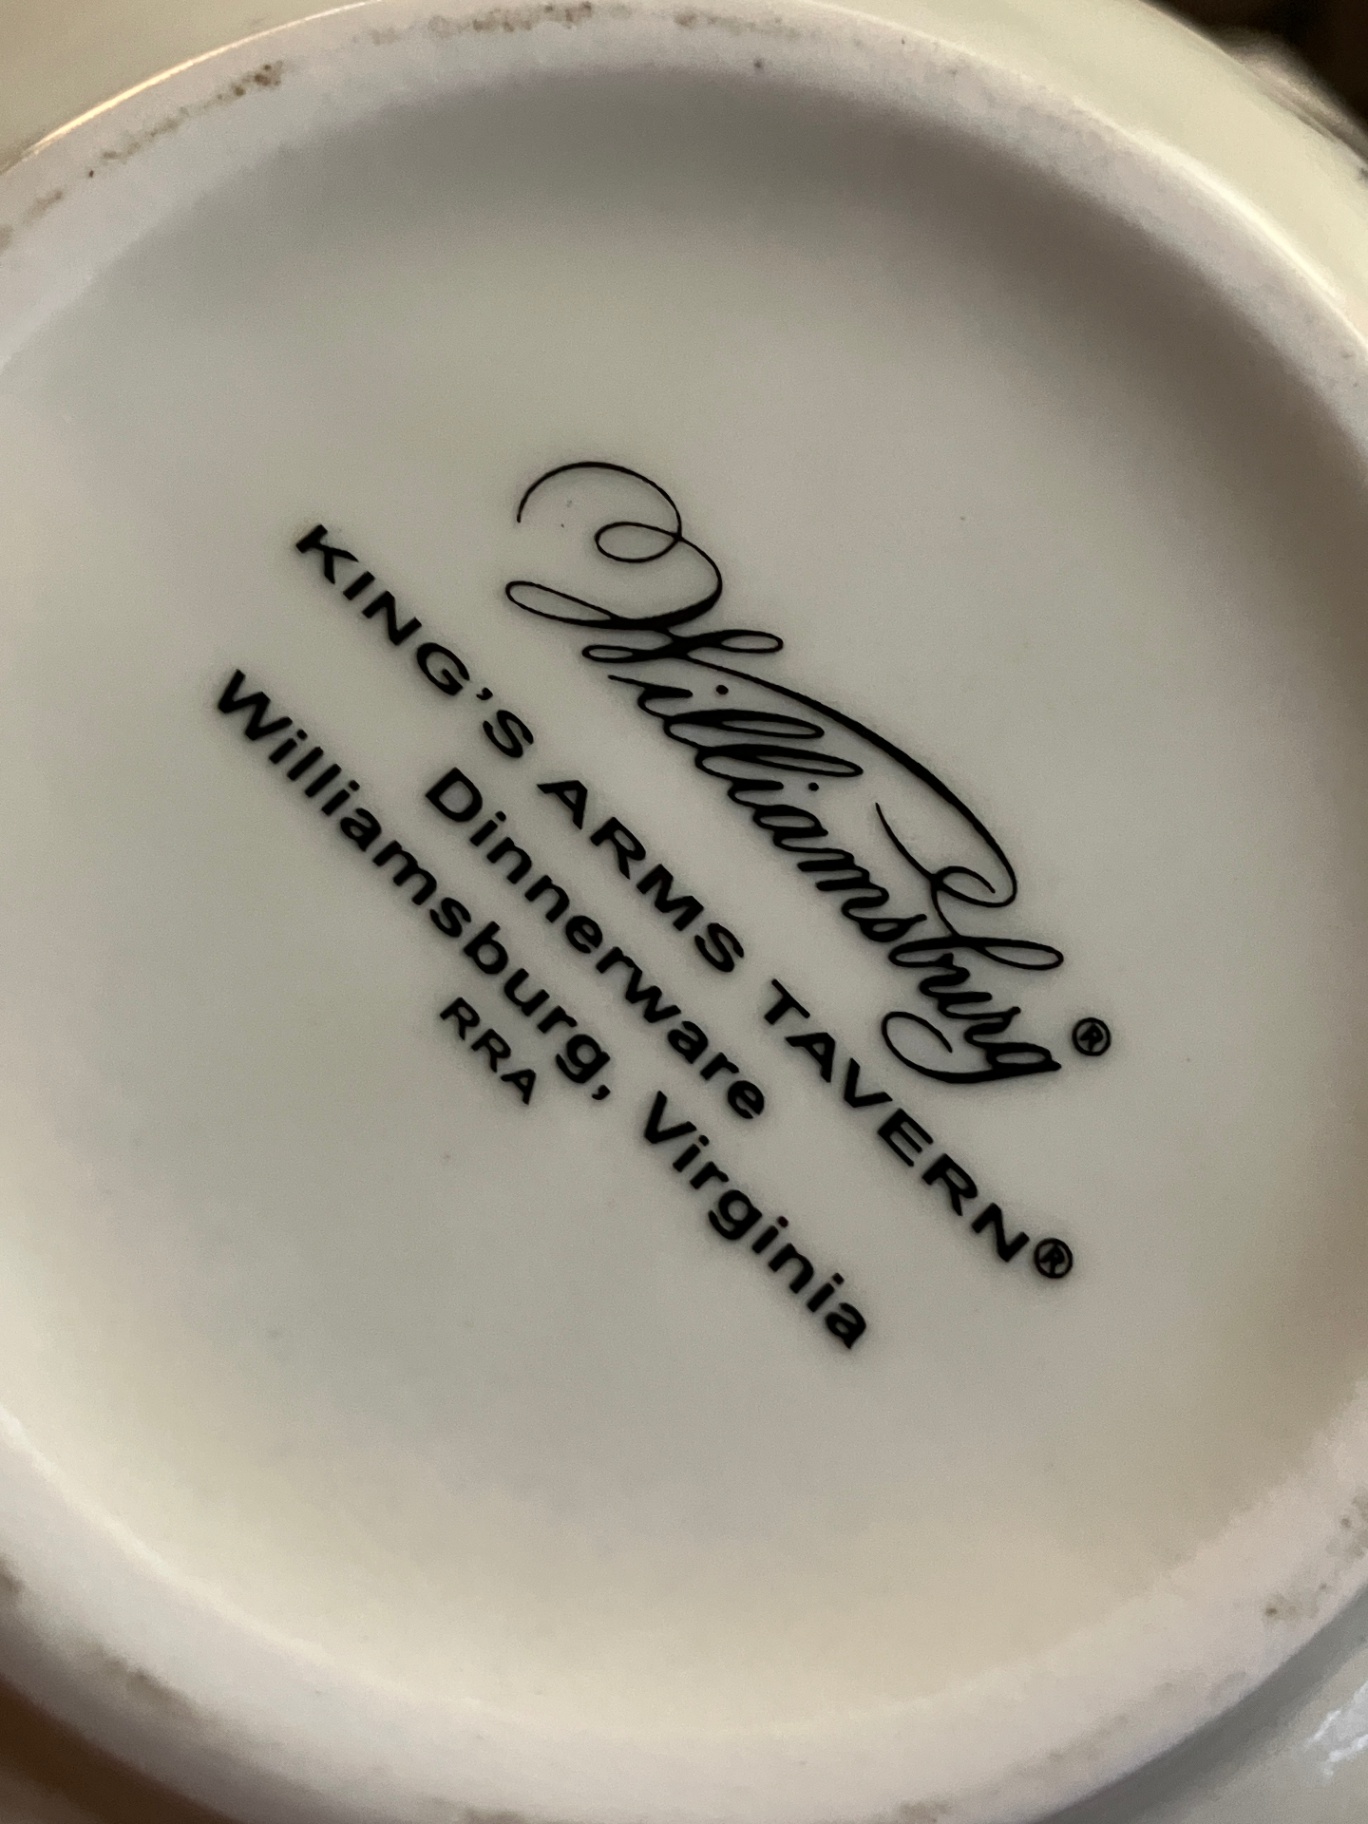 Williamsburg®
KING'S ARMS TAVERN®
Dinnerware
Williamsburg, Virginia
RRA